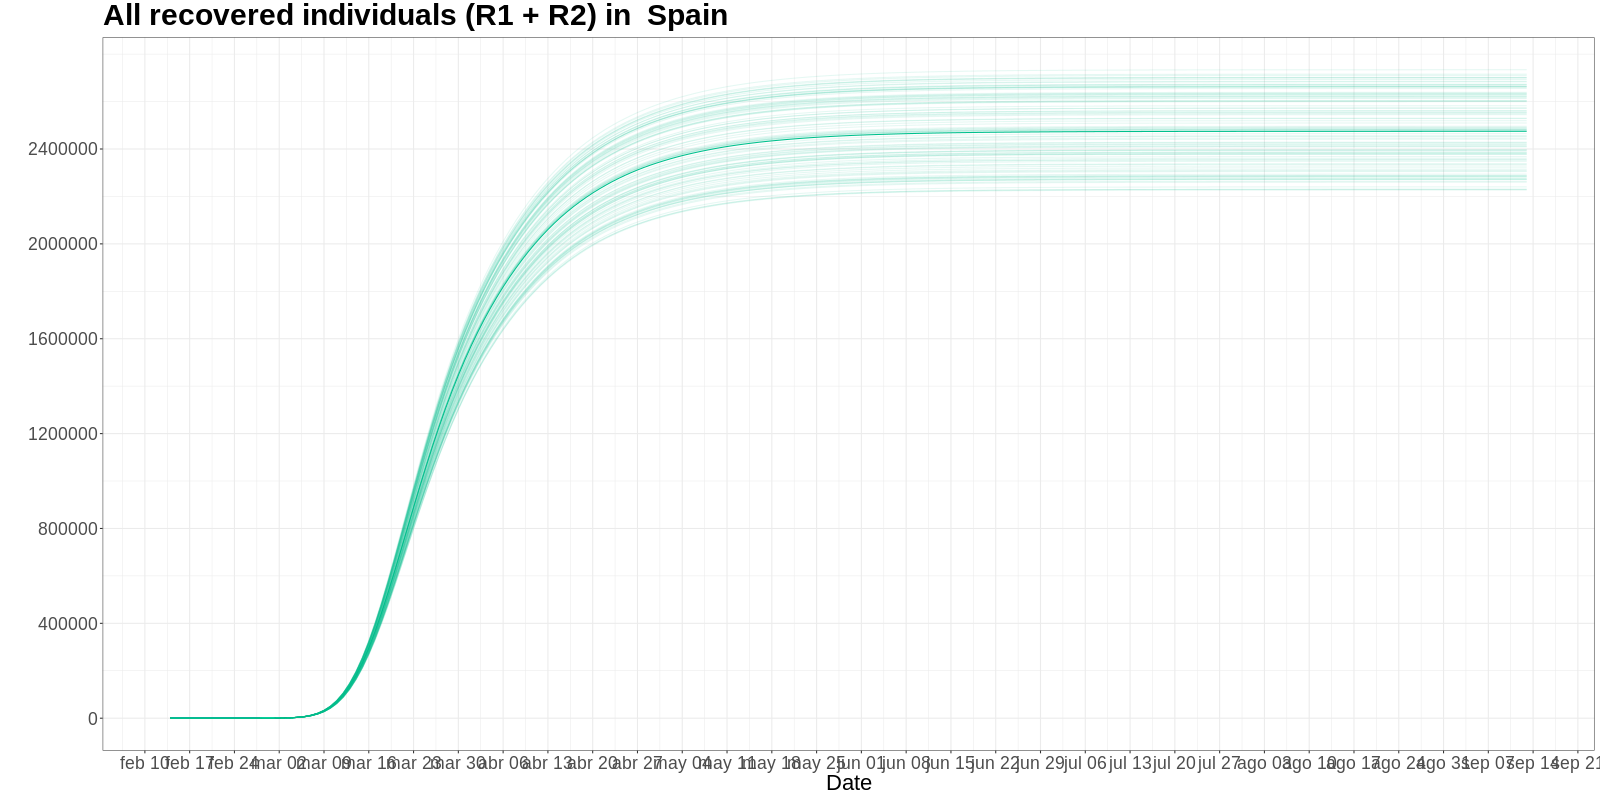 All recovered individuals (R1 + R2) in  Spain
2400000
2000000
1600000
1200000
800000
400000
0
feb 10 feb 17 feb 24 mar 02 mar 09 mar 16 mar 23 mar 30 abr 06 abr 13 abr 20 abr 27 may 04 may 11 may 18 may 25 jun 01 jun 08 jun 15 jun 22 jun 29 jul 06 jul 13 jul 20 jul 27 ago 03 ago 10 ago 17 ago 24 ago 31 sep 07 sep 14 sep 21
Date